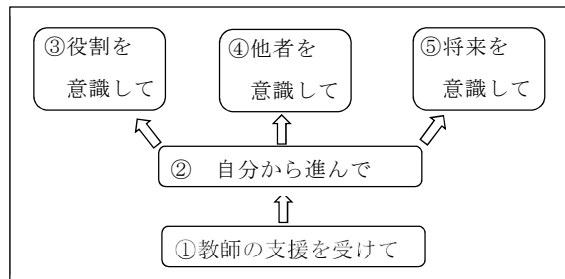 ③役割を
意識して
④他者を
意識して
⑤将来を
意識して
② 自分から進んで
①教師の支援を受けて